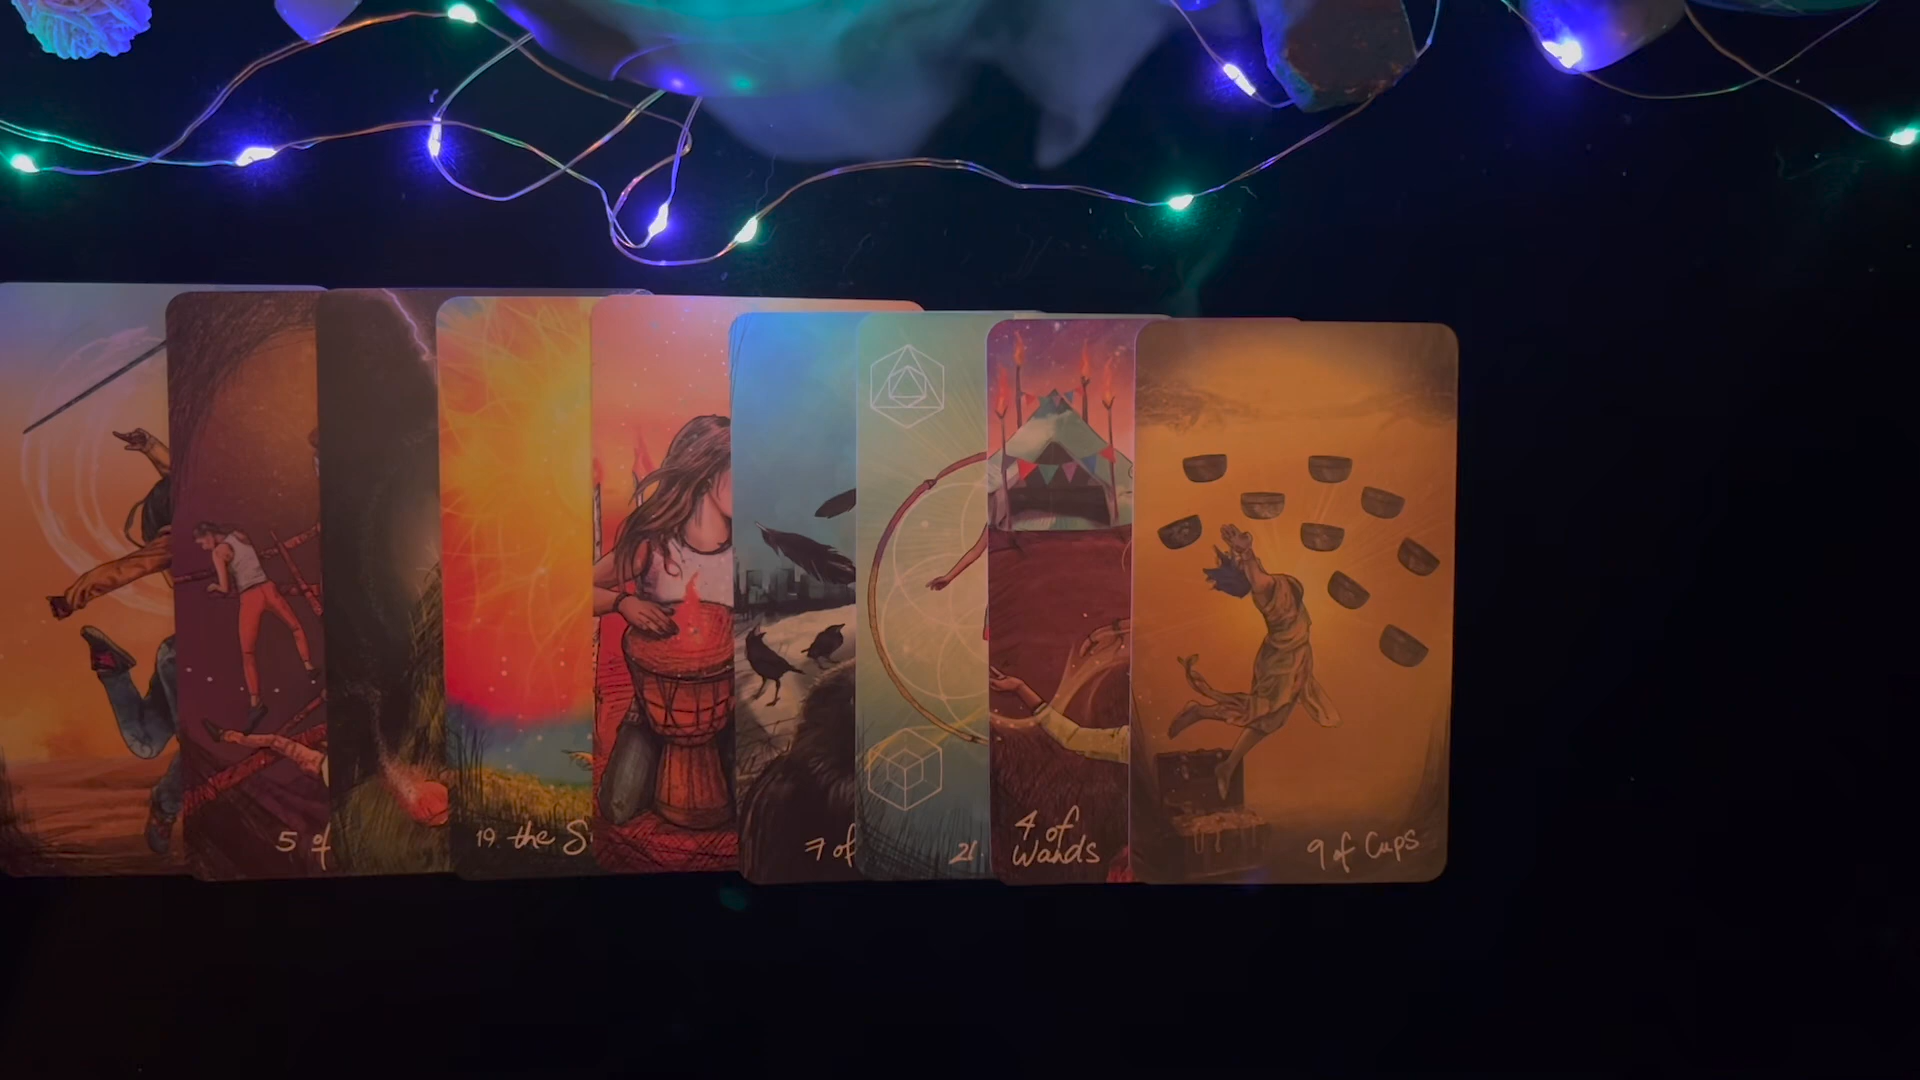 5 of
19. the S
7 of
21
4 of
Wands
9 of Cups